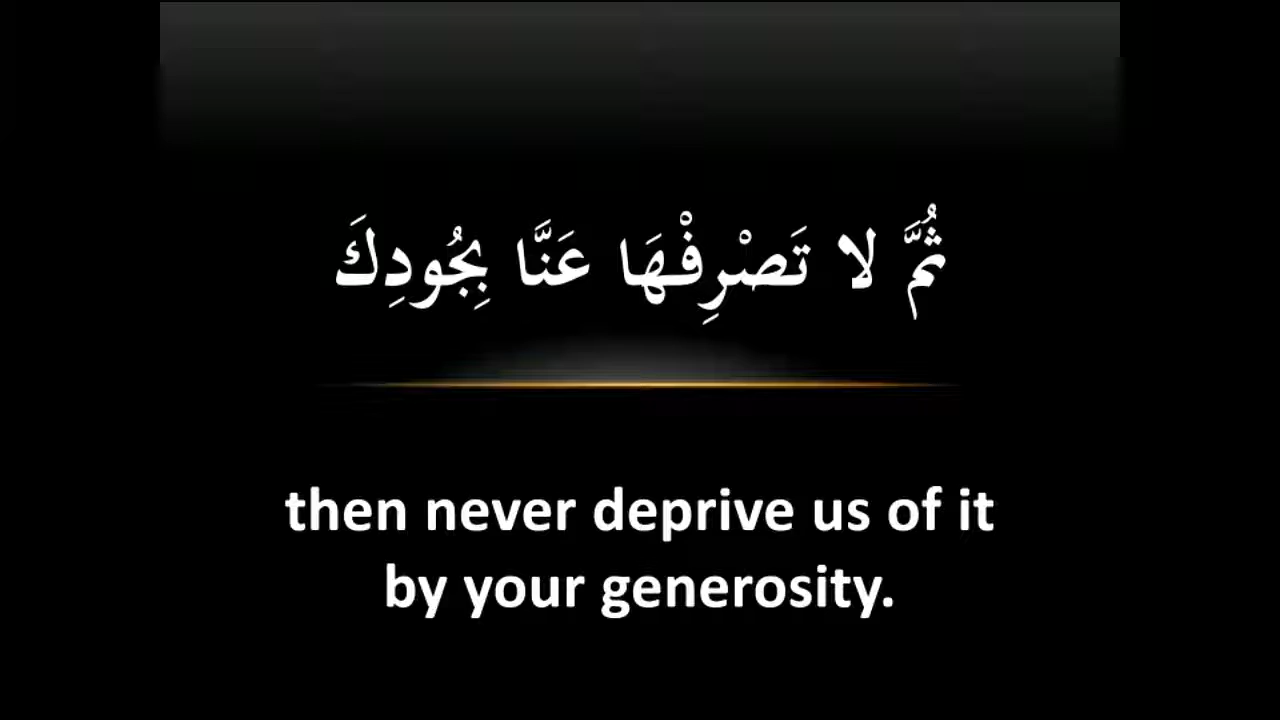 ثُمَّ لا تَصْرِفْهَا عَنَّا بِجُودِكَ
then never deprive us of it
by your generosity.